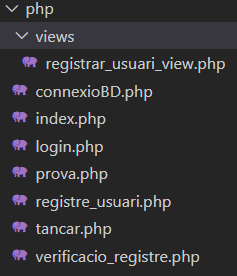 php
views
registrar_usuari_view.php
connexioBD.php
index.php
login.php
prova.php
registre_usuari.php
tancar.php
verificacio_registre.php